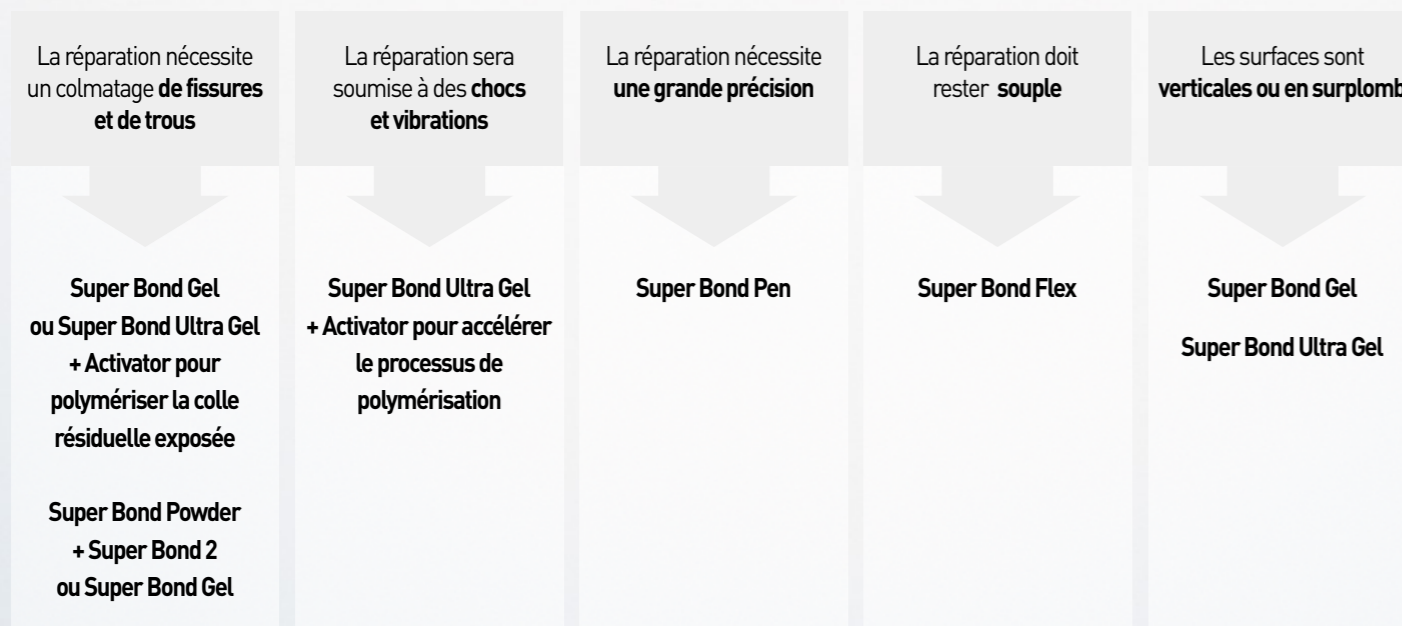 La réparation nécessite
un colmatage de fissures
et de trous
Super Bond Gel
ou Super Bond Ultra Gel
+ Activator pour
polymériser la colle
résiduelle exposée
Super Bond Powder
+ Super Bond 2
ou Super Bond Gel
La réparation sera
soumise à des chocs
et vibrations
Super Bond Ultra Gel
+ Activator pour accélérer
le processus de
polymérisation
La réparation nécessite
une grande précision
Super Bond Pen
La réparation doit
rester souple
Super Bond Flex
Les surfaces sont
verticales ou en surplomb
Super Bond Gel
Super Bond Ultra Gel